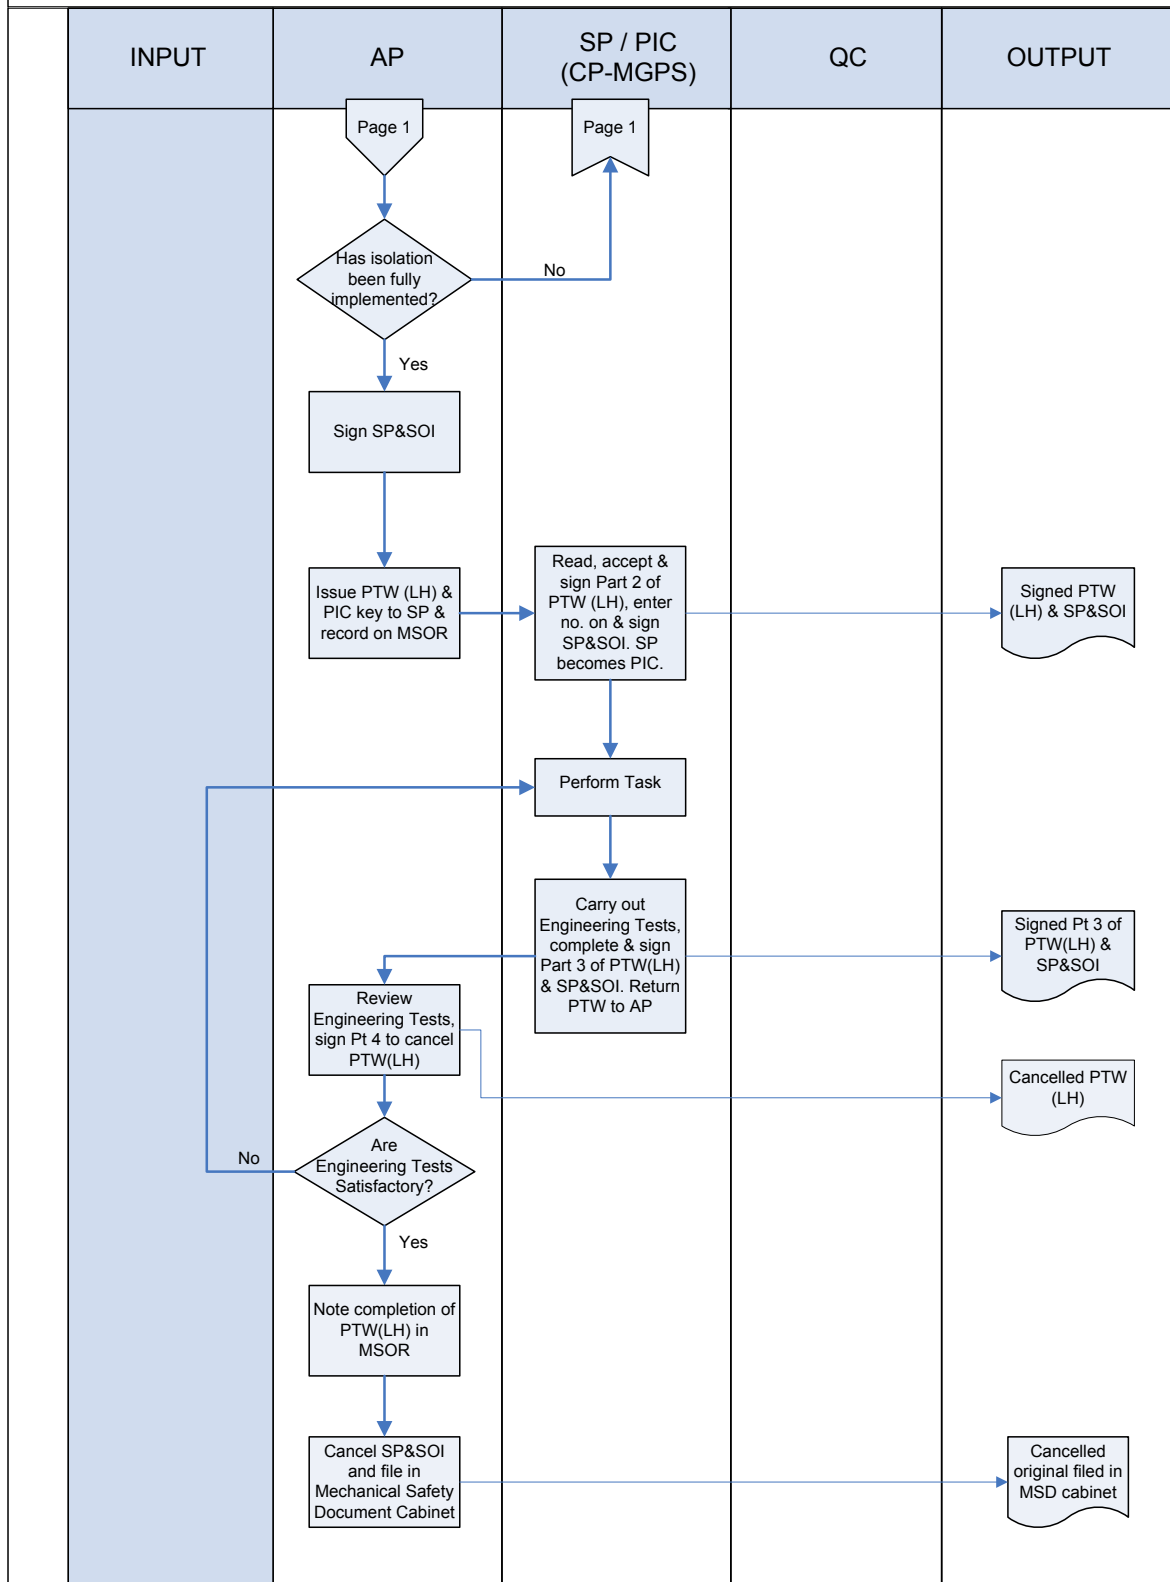 INPUT
AP
SP / PIC
(CP-MGPS)
QC
OUTPUT
Page 1
Page 1
Has isolation
been fully
implemented?
No
Yes
Sign SP&SOI
Issue PTW (LH) &
PIC key to SP &
record on MSOR
Read, accept &
sign Part 2 of
PTW (LH), enter
no. on & sign
SP&SOI. SP
becomes PIC.
Signed PTW
(LH) & SP&SOI
Perform Task
Carry out
Engineering Tests,
complete & sign
Part 3 of PTW(LH)
& SP&SOI. Return
PTW to AP
Signed Pt 3 of
PTW(LH) &
SP&SOI
Review
Engineering Tests,
sign Pt 4 to cancel
PTW(LH)
Cancelled PTW
(LH)
Are
Engineering Tests
Satisfactory?
No
Yes
Note completion of
PTW(LH) in
MSOR
Cancel SP&SOI
and file in
Mechanical Safety
Document Cabinet
Cancelled
original filed in
MSD cabinet